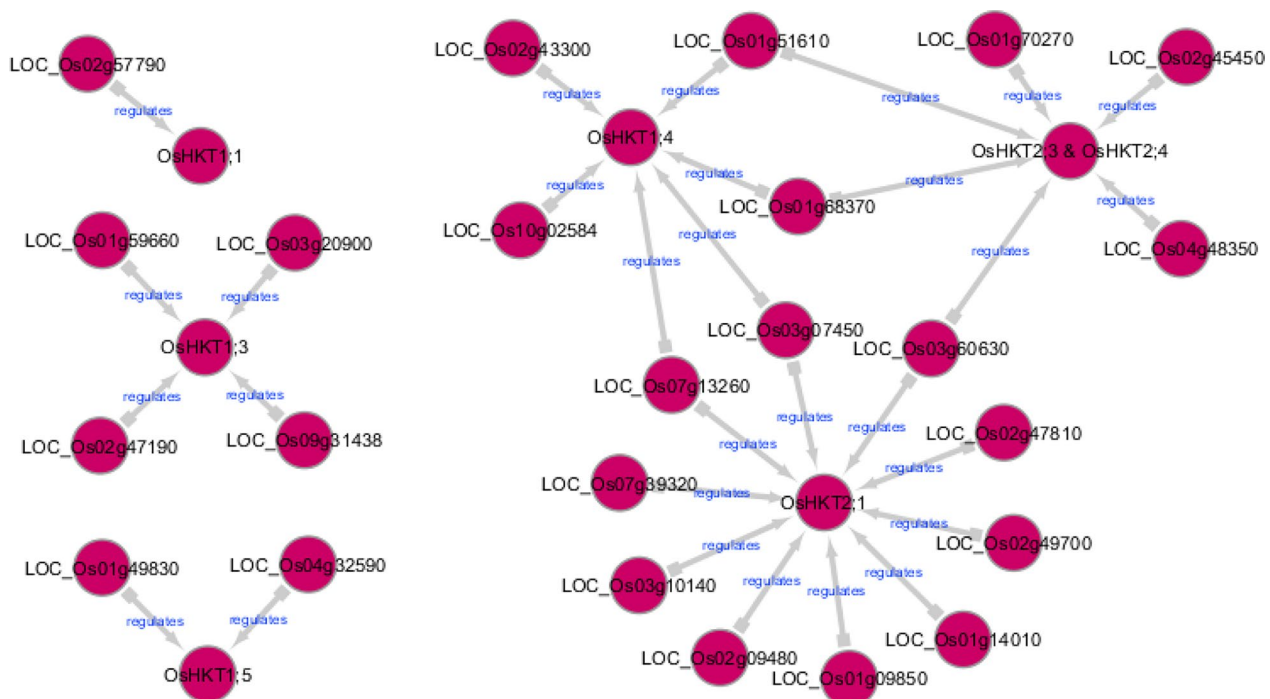 LOC_Os02g57790
regulates
OsHKT1;1
LOC_Os01g59660
LOC_Os03g20900
regulates
regulates
OsHKT1;3
regulates
regulates
LOC_Os02g47190
LOC_Os09g31438
LOC_Os01g49830
LOC_Os04g32590
regulates
regulates
OsHKT1;5
LOC_Os02g43300
LOC_Os01g51610
LOC_Os01g70270
LOC_Os02g45450
regulates
regulates
regulates
regulates
regulates
OsHKT1;4
OsHKT2;3 & OsHKT2;4
regulates
regulates
regulates
regulates
LOC_Os10g02584
LOC_Os01g68370
LOC_Os04g48350
regulates
regulates
regulates
LOC_Os03g07450
LOC_Os03g60630
LOC_Os07g13260
regulates
regulates
regulates
LOC_Os02g47810
regulates
LOC_Os07g39320
regulates
OsHKT2;1
regulates
LOC_Os02g49700
regulates
LOC_Os03g10140
regulates
regulates
regulates
LOC_Os01g14010
LOC_Os02g09480
LOC_Os01g09850